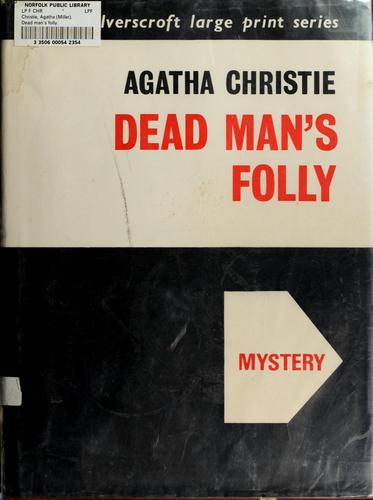 NORFOLK PUBLIC LIBRARY
LP F CHR LPF
Christie, Agatha (Miller).
Dead man's folly.
3 3506 00054 2354
lverscroft large print series
AGATHA CHRISTIE
DEAD MAN'S
FOLLY
MYSTERY